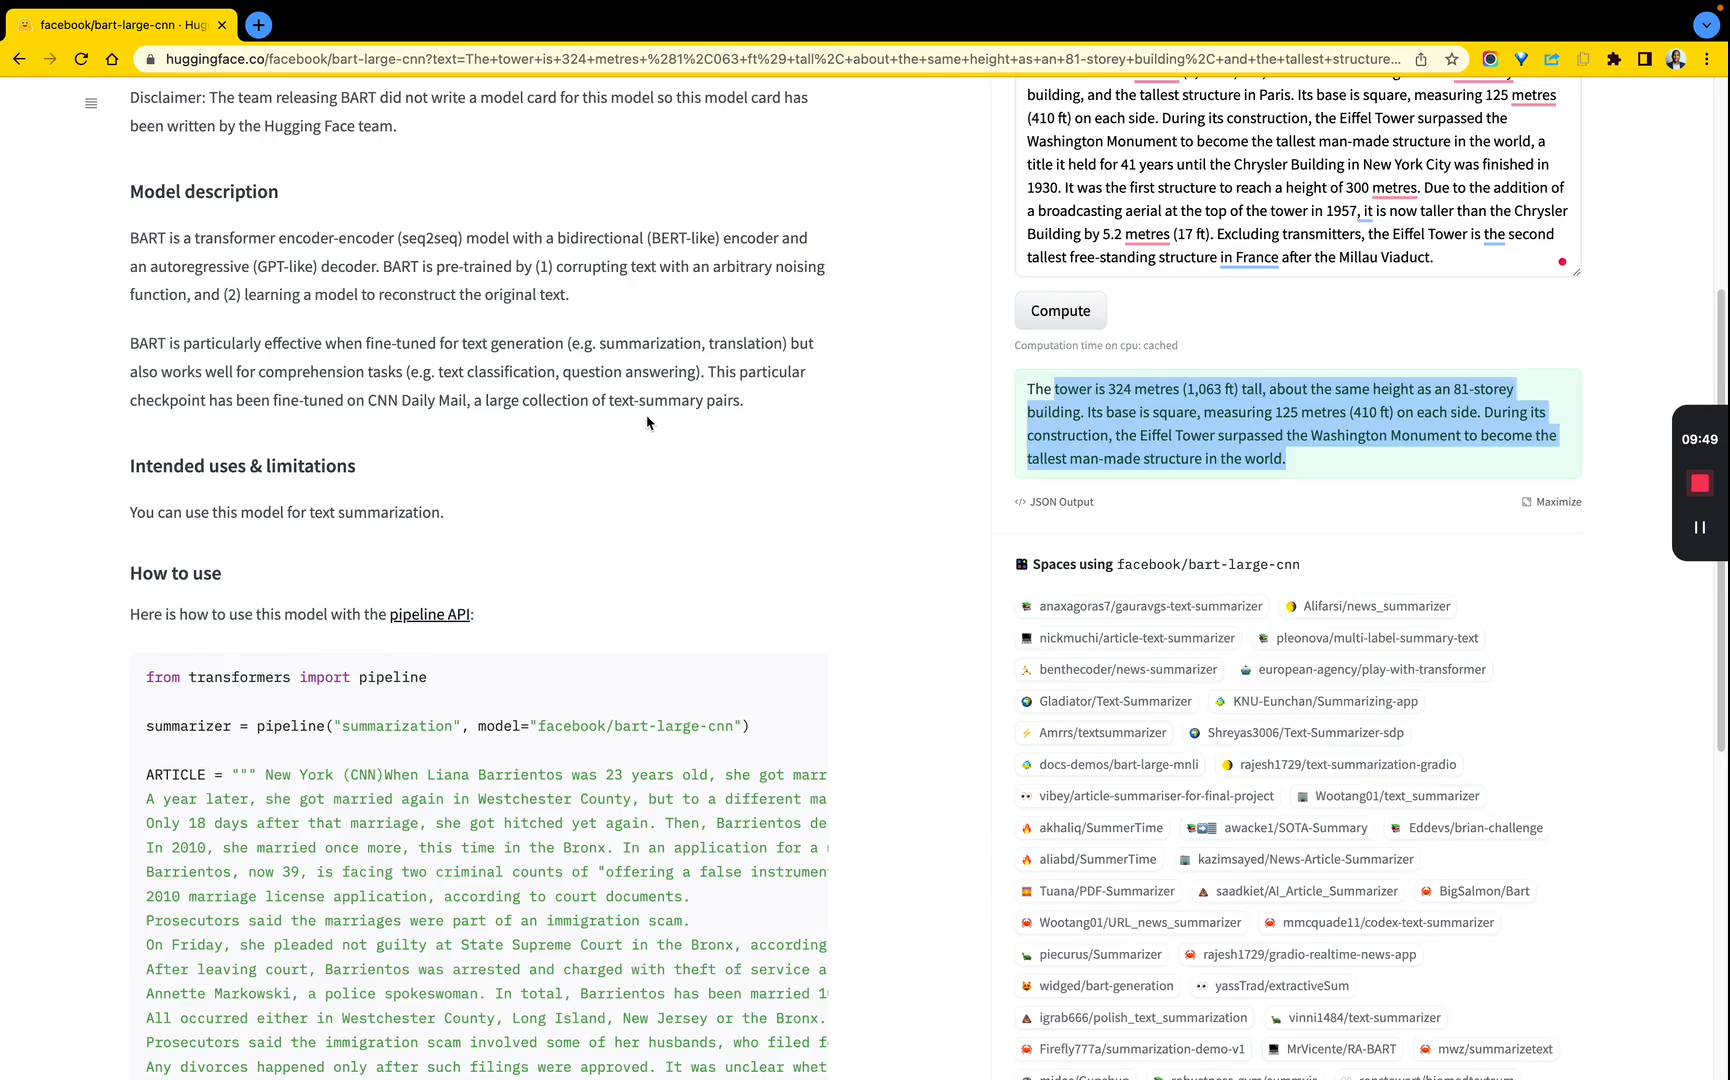 facebook/bart-large-cnn · Hug
huggingface.co/facebook/bart-large-cnn?text=The+tower+is+324+metres+%281%2C063+ft%29+tall%2C+about+the+same+height+as+an+81-storey+building%2C+and+the+tallest+structure...
Disclaimer: The team releasing BART did not write a model card for this model so this model card has
been written by the Hugging Face team.
Model description
BART is a transformer encoder-encoder (seq2seq) model with a bidirectional (BERT-like) encoder and
an autoregressive (GPT-like) decoder. BART is pre-trained by (1) corrupting text with an arbitrary noising
function, and (2) learning a model to reconstruct the original text.
BART is particularly effective when fine-tuned for text generation (e.g. summarization, translation) but
also works well for comprehension tasks (e.g. text classification, question answering). This particular
checkpoint has been fine-tuned on CNN Daily Mail, a large collection of text-summary pairs.
Intended uses & limitations
You can use this model for text summarization.
How to use
Here is how to use this model with the pipeline API:
from transformers import pipeline
summarizer = pipeline("summarization", model="facebook/bart-large-cnn")
ARTICLE = """ New York (CNN)When Liana Barrientos was 23 years old, she got marr
A year later, she got married again in Westchester County, but to a different ma
Only 18 days after that marriage, she got hitched yet again. Then, Barrientos de
In 2010, she married once more, this time in the Bronx. In an application for a
Barrientos, now 39, is facing two criminal counts of "offering a false instrumen
2010 marriage license application, according to court documents.
Prosecutors said the marriages were part of an immigration scam.
On Friday, she pleaded not guilty at State Supreme Court in the Bronx, according
After leaving court, Barrientos was arrested and charged with theft of service a
Annette Markowski, a police spokeswoman. In total, Barrientos has been married 1
All occurred either in Westchester County, Long Island, New Jersey or the Bronx.
Prosecutors said the immigration scam involved some of her husbands, who filed f
Any divorces happened only after such filings were approved. It was unclear whet
building, and the tallest structure in Paris. Its base is square, measuring 125 metres
(410 ft) on each side. During its construction, the Eiffel Tower surpassed the
Washington Monument to become the tallest man-made structure in the world, a
title it held for 41 years until the Chrysler Building in New York City was finished in
1930. It was the first structure to reach a height of 300 metres. Due to the addition of
a broadcasting aerial at the top of the tower in 1957, it is now taller than the Chrysler
Building by 5.2 metres (17 ft). Excluding transmitters, the Eiffel Tower is the second
tallest free-standing structure in France after the Millau Viaduct.
Compute
Computation time on cpu: cached
The tower is 324 metres (1,063 ft) tall, about the same height as an 81-storey
building. Its base is square, measuring 125 metres (410 ft) on each side. During its
construction, the Eiffel Tower surpassed the Washington Monument to become the
tallest man-made structure in the world.
</> JSON Output Maximize
Spaces using facebook/bart-large-cnn
anaxagoras7/gauravgs-text-summarizer Alifarsi/news_summarizer
nickmuchi/article-text-summarizer pleonova/multi-label-summary-text
benthecoder/news-summarizer european-agency/play-with-transformer
Gladiator/Text-Summarizer KNU-Eunchan/Summarizing-app
Amrrs/textsummarizer Shreyas3006/Text-Summarizer-sdp
docs-demos/bart-large-mnli rajesh1729/text-summarization-gradio
vibey/article-summariser-for-final-project Wootang01/text_summarizer
akhaliq/SummerTime awacke1/SOTA-Summary Eddevs/brian-challenge
aliabd/SummerTime kazimsayed/News-Article-Summarizer
Tuana/PDF-Summarizer saadkiet/AI_Article_Summarizer BigSalmon/Bart
Wootang01/URL_news_summarizer mmcquade11/codex-text-summarizer
piecurus/Summarizer rajesh1729/gradio-realtime-news-app
widged/bart-generation yassTrad/extractiveSum
igrab666/polish_text_summarization vinni1484/text-summarizer
Firefly777a/summarization-demo-v1 MrVicente/RA-BART mwz/summarizetext
09:49